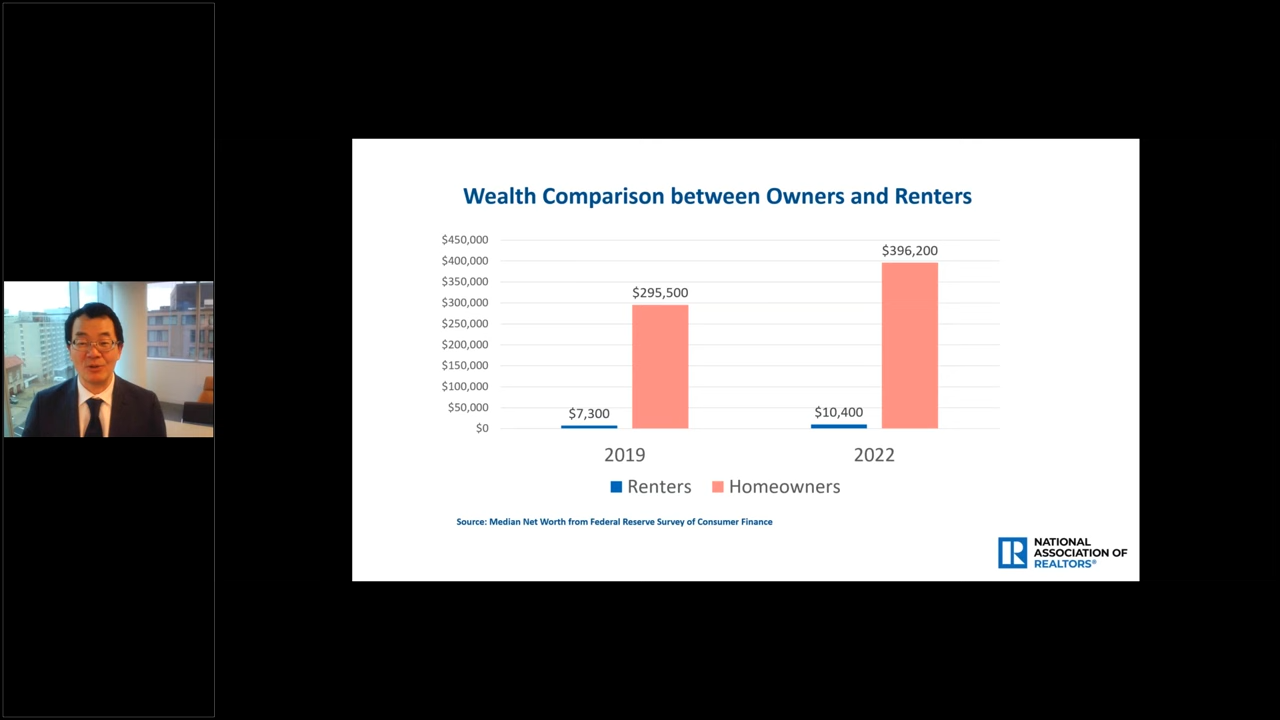 Wealth Comparison between Owners and Renters
$450,000
$400,000
$350,000
$300,000
$250,000
$200,000
$150,000
$100,000
$50,000
$0
$7,300
$295,500
$10,400
$396,200
2019
2022
Renters
Homeowners
Source: Median Net Worth from Federal Reserve Survey of Consumer Finance
NATIONAL
ASSOCIATION OF
REALTORS®